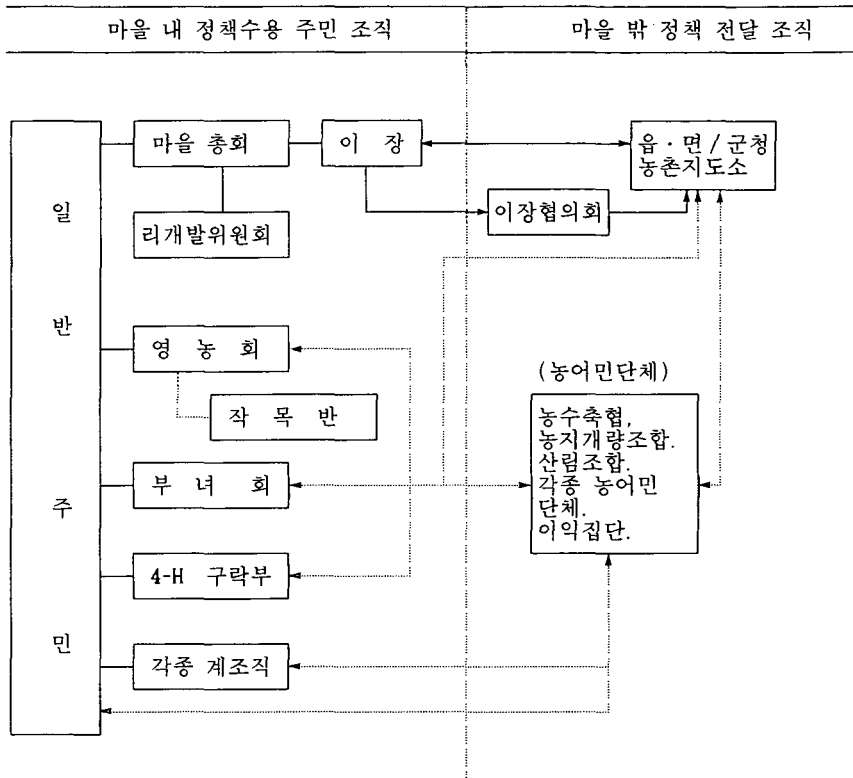 마을 내 정책수용 주민 조직
마을 밖 정책 전달 조직
일
반
주
민
마을 총회
이 장
읍·면/군청
농촌지도소
리개발위원회
이장협의회
영 농 회
작 목 반
(농어민단체)
농수축협,
농지개량조합.
산림조합.
각종 농어민
단체.
이익집단.
부 녀 회
4-H 구락부
각종 계조직